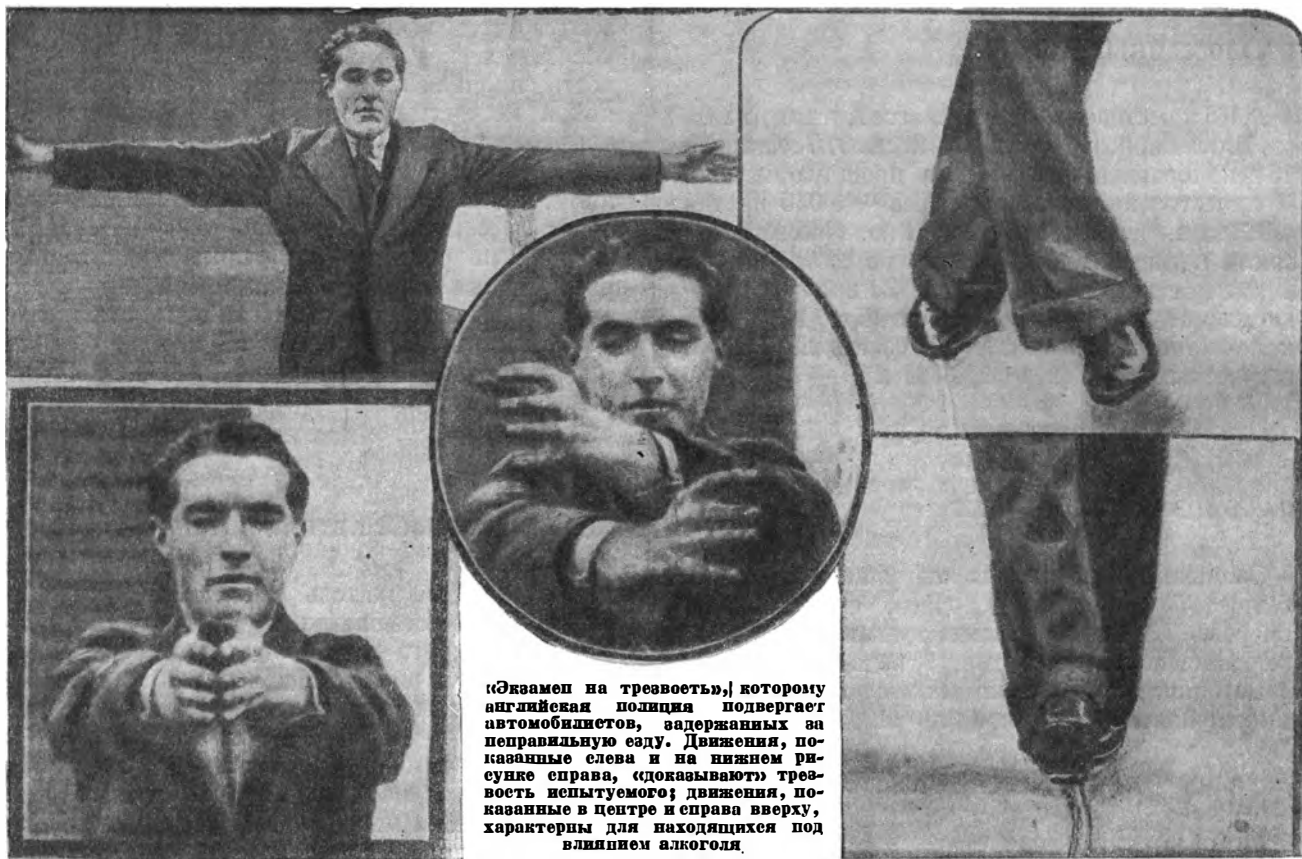 «Экзамен на трезвость», которому
английская полиция подвергает
автомобилистов, задержанных за
неправильную езду. Движения, по-
казанные слева и на нижнем ри-
сунке справа, «доказывают» трез-
вость испытуемого; движения, по-
казанные в центре и справа вверху,
характерны для находящихся под
влиянием алкоголя